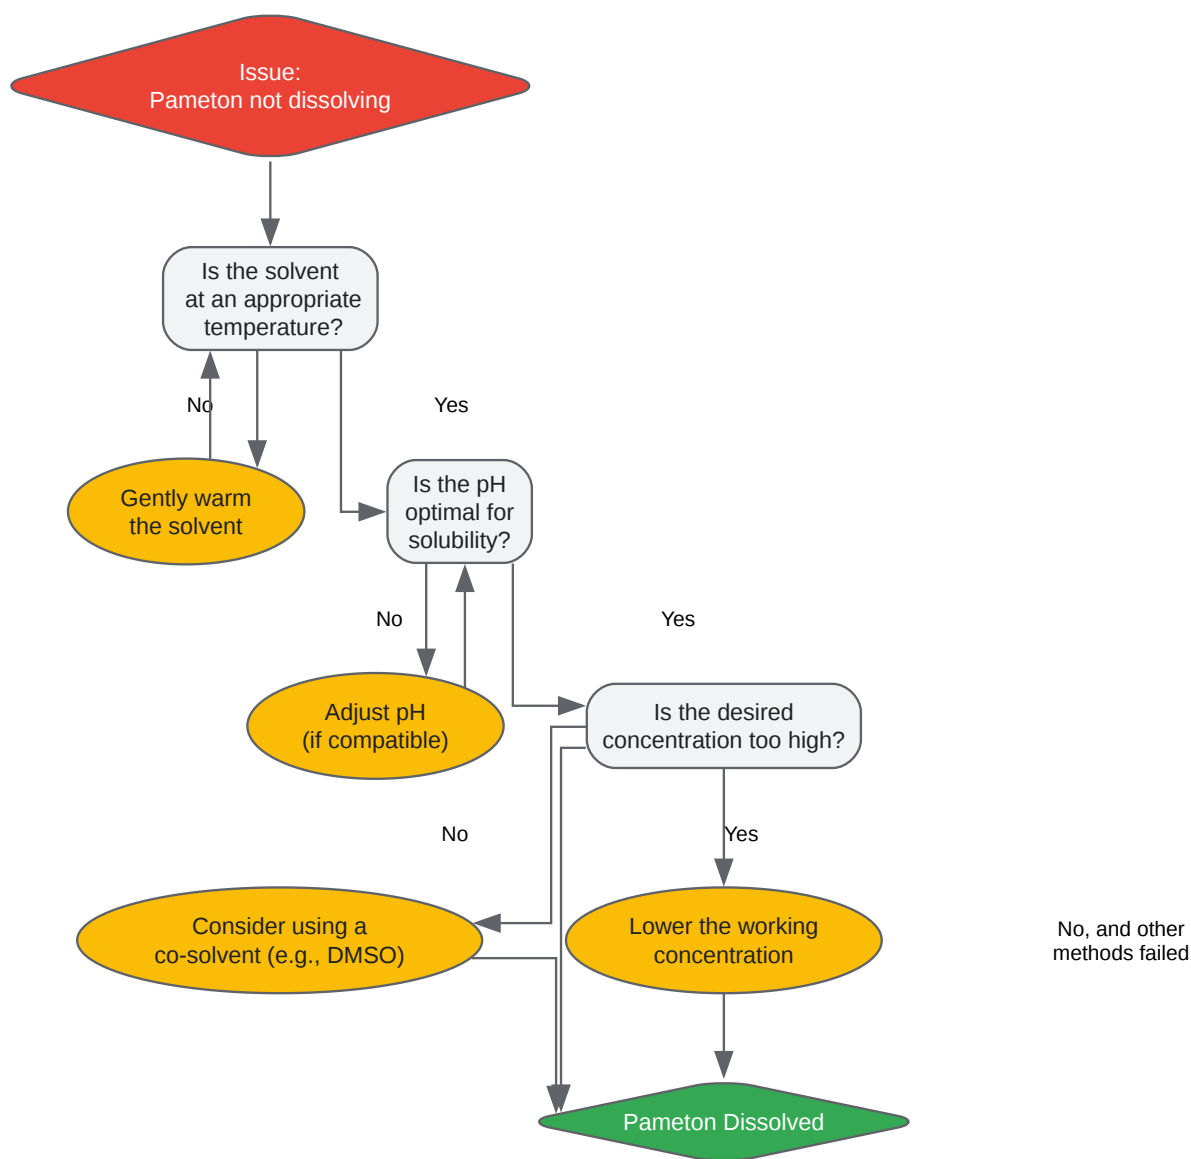 Issue:
Pameton not dissolving
Is the solvent
at an appropriate
temperature?
No
Yes
Gently warm
the solvent
Is the pH
optimal for
solubility?
No
Yes
Adjust pH
(if compatible)
Is the desired
concentration too high?
No
Yes
Consider using a
co-solvent (e.g., DMSO)
Lower the working
concentration
No, and other
methods failed
Pameton Dissolved